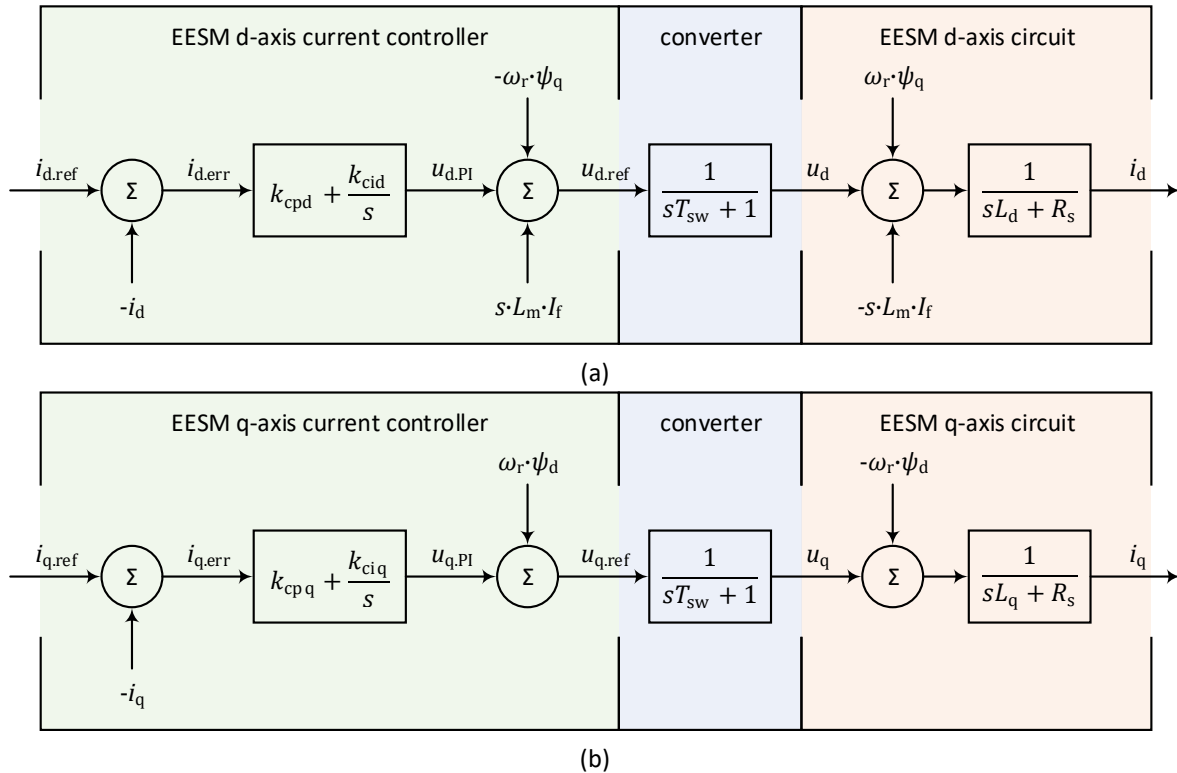 EESM d-axis current controller converter EESM d-axis circuit
-ωr·ψq ωr·ψq
id.ref id.err ud.PI ud.ref ud id
Σ kcpd + kcid/s Σ 1/(sTsw + 1) Σ 1/(sLd + Rs)
-id s·Lm·If -s·Lm·If
(a)
EESM q-axis current controller converter EESM q-axis circuit
ωr·ψd -ωr·ψd
iq.ref iq.err uq.PI uq.ref uq iq
Σ kcpq + kciq/s Σ 1/(sTsw + 1) Σ 1/(sLq + Rs)
-iq
(b)